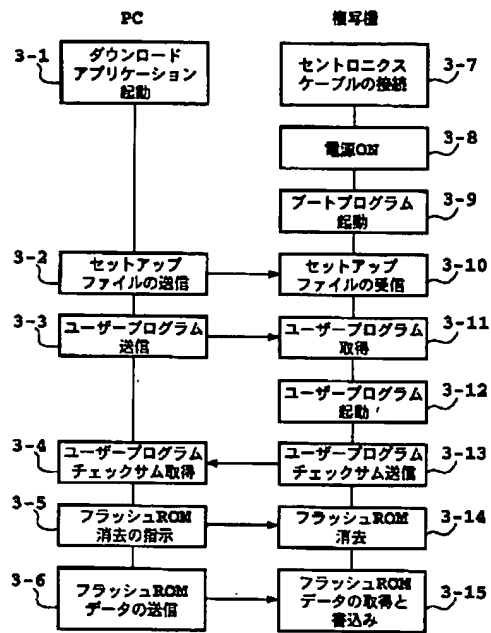 PC
複写機
3-1
ダウンロード
アプリケーション
起動
セントロニクス
ケーブルの接続
3-7
電源ON
3-8
ブートプログラム
起動
3-9
3-2
セットアップ
ファイルの送信
セットアップ
ファイルの受信
3-10
3-3
ユーザープログラム
送信
ユーザープログラム
取得
3-11
ユーザープログラム
起動
3-12
3-4
ユーザープログラム
チェックサム取得
ユーザープログラム
チェックサム送信
3-13
3-5
フラッシュROM
消去の指示
フラッシュROM
消去
3-14
3-6
フラッシュROM
データの送信
フラッシュROM
データの取得と
書込み
3-15